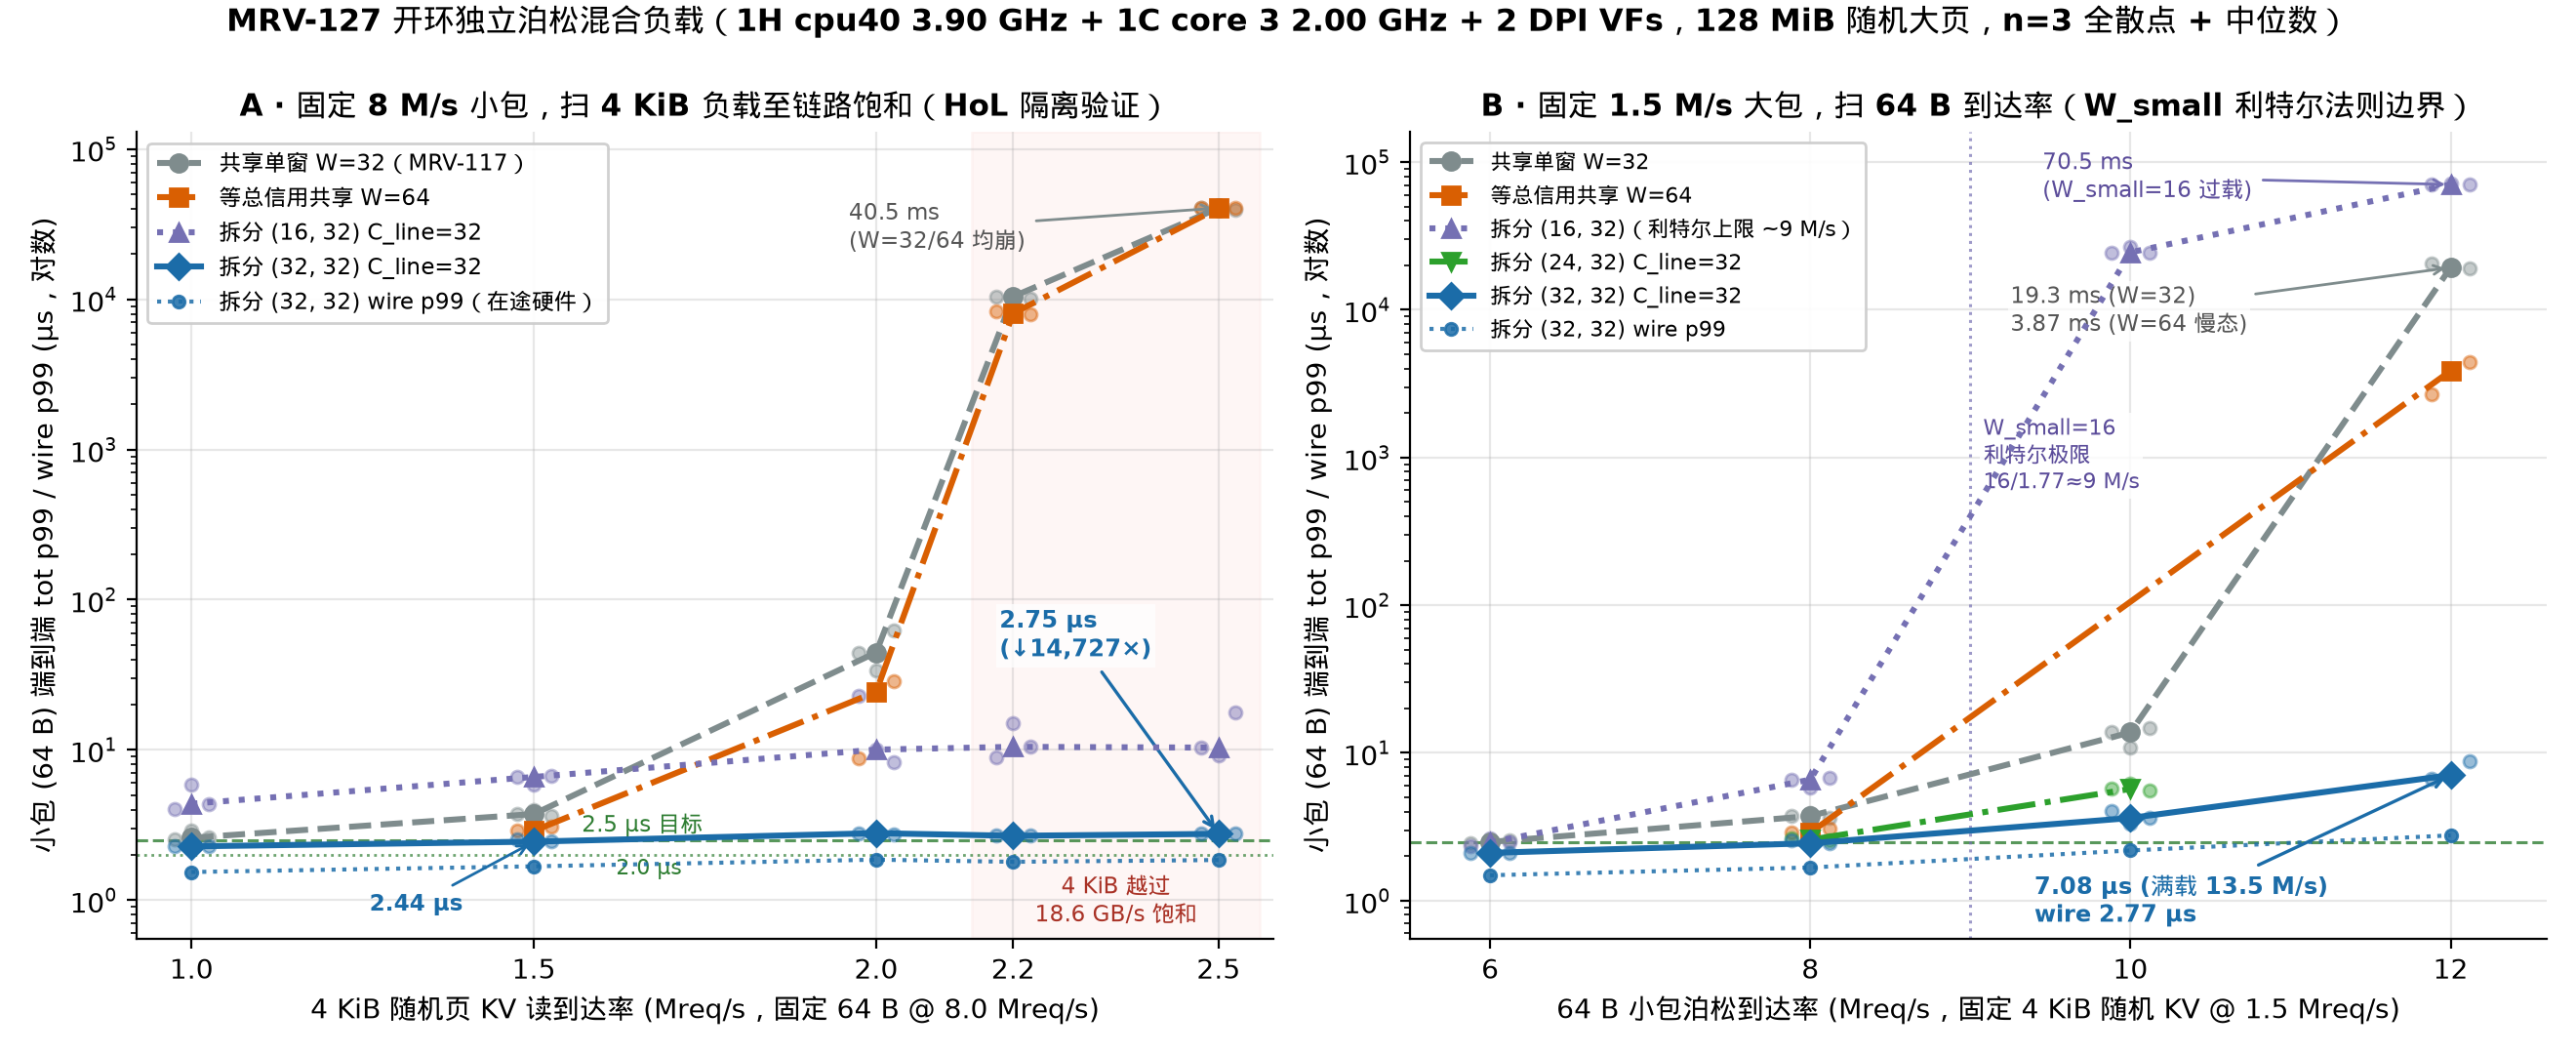 MRV-127 开环独立泊松混合负载（1H cpu40 3.90 GHz + 1C core 3 2.00 GHz + 2 DPI VFs，128 MiB 随机大页，n=3 全散点 + 中位数）
A · 固定 8 M/s 小包，扫 4 KiB 负载至链路饱和（HoL 隔离验证）
小包 (64 B) 端到端 tot p99 / wire p99 (μs，对数)
10⁵
10⁴
10³
10²
10¹
10⁰
共享单窗 W=32（MRV-117）
等总信用共享 W=64
拆分 (16, 32) C_line=32
拆分 (32, 32) C_line=32
拆分 (32, 32) wire p99（在途硬件）
40.5 ms
(W=32/64 均崩)
2.75 μs
(↓14,727×)
2.5 μs 目标
2.0 μs
2.44 μs
4 KiB 越过
18.6 GB/s 饱和
1.0
1.5
2.0
2.2
2.5
4 KiB 随机页 KV 读到达率 (Mreq/s，固定 64 B @ 8.0 Mreq/s)
B · 固定 1.5 M/s 大包，扫 64 B 到达率（W_small 利特尔法则边界）
小包 (64 B) 端到端 tot p99 / wire p99 (μs，对数)
10⁵
10⁴
10³
10²
10¹
10⁰
共享单窗 W=32
等总信用共享 W=64
拆分 (16, 32)（利特尔上限 ~9 M/s）
拆分 (24, 32) C_line=32
拆分 (32, 32) C_line=32
拆分 (32, 32) wire p99
70.5 ms
(W_small=16 过载)
19.3 ms (W=32)
3.87 ms (W=64 慢态)
W_small=16
利特尔极限
16/1.77≈9 M/s
7.08 μs (满载 13.5 M/s)
wire 2.77 μs
6
8
10
12
64 B 小包泊松到达率 (Mreq/s，固定 4 KiB 随机 KV @ 1.5 Mreq/s)